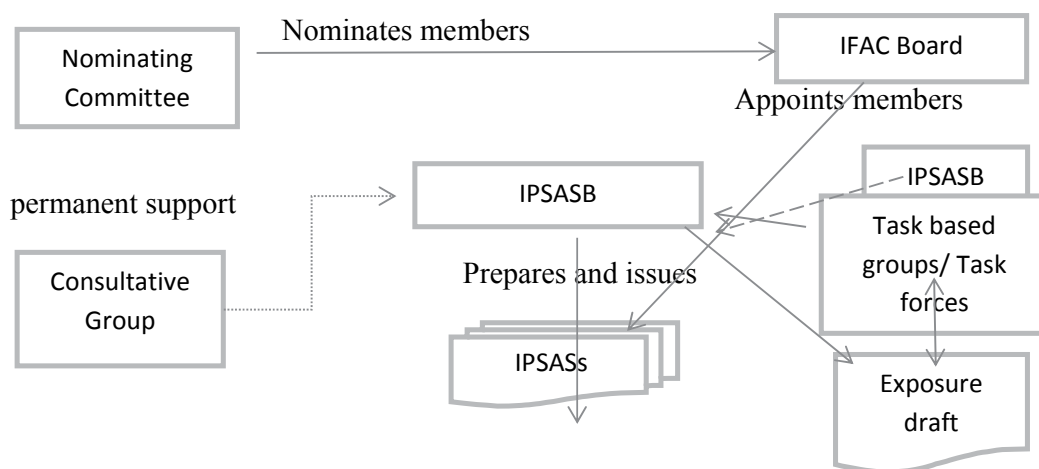 Nominates members
IFAC Board
Nominating
Committee
Appoints members
IPSASB
IPSASB
permanent support
Task based
groups/ Task
forces
Consultative
Group
Prepares and issues
IPSASs
Exposure
draft